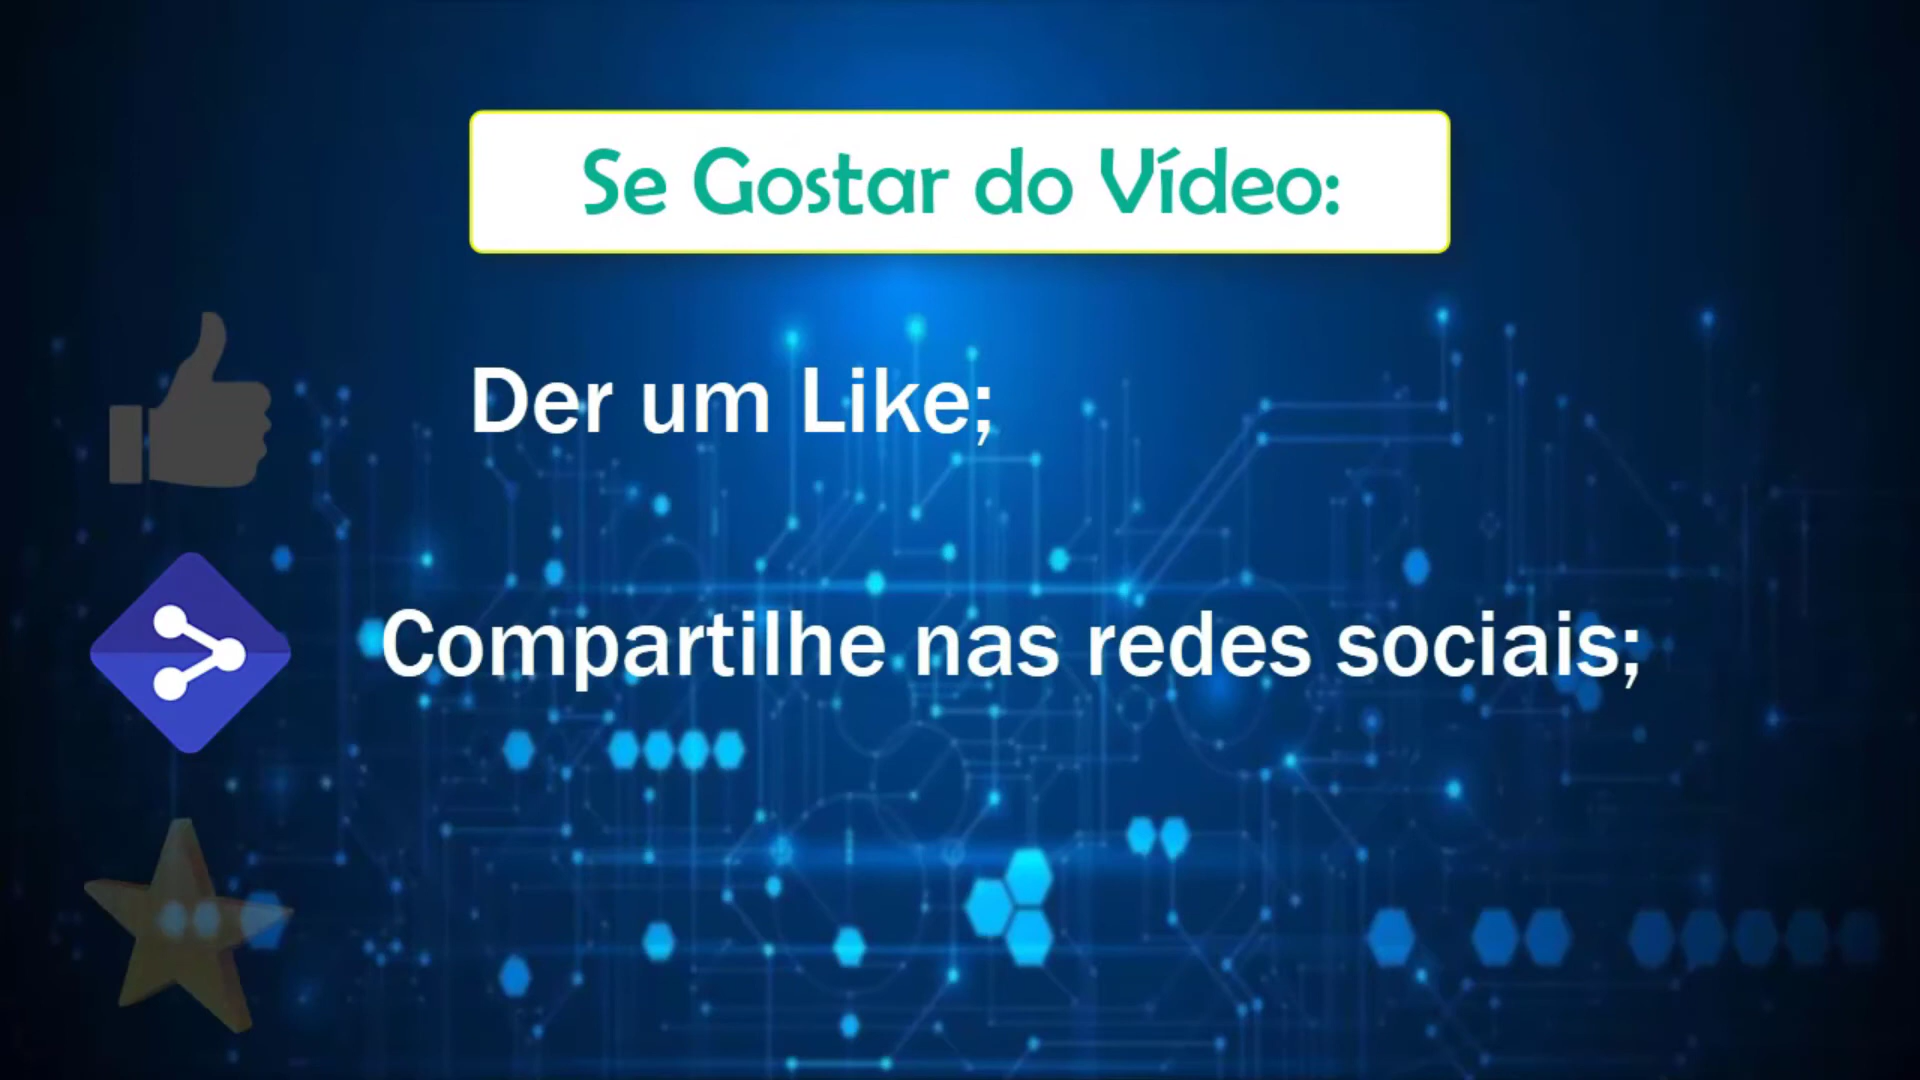 Se Gostar do Vídeo:
Der um Like;
Compartilhe nas redes sociais;